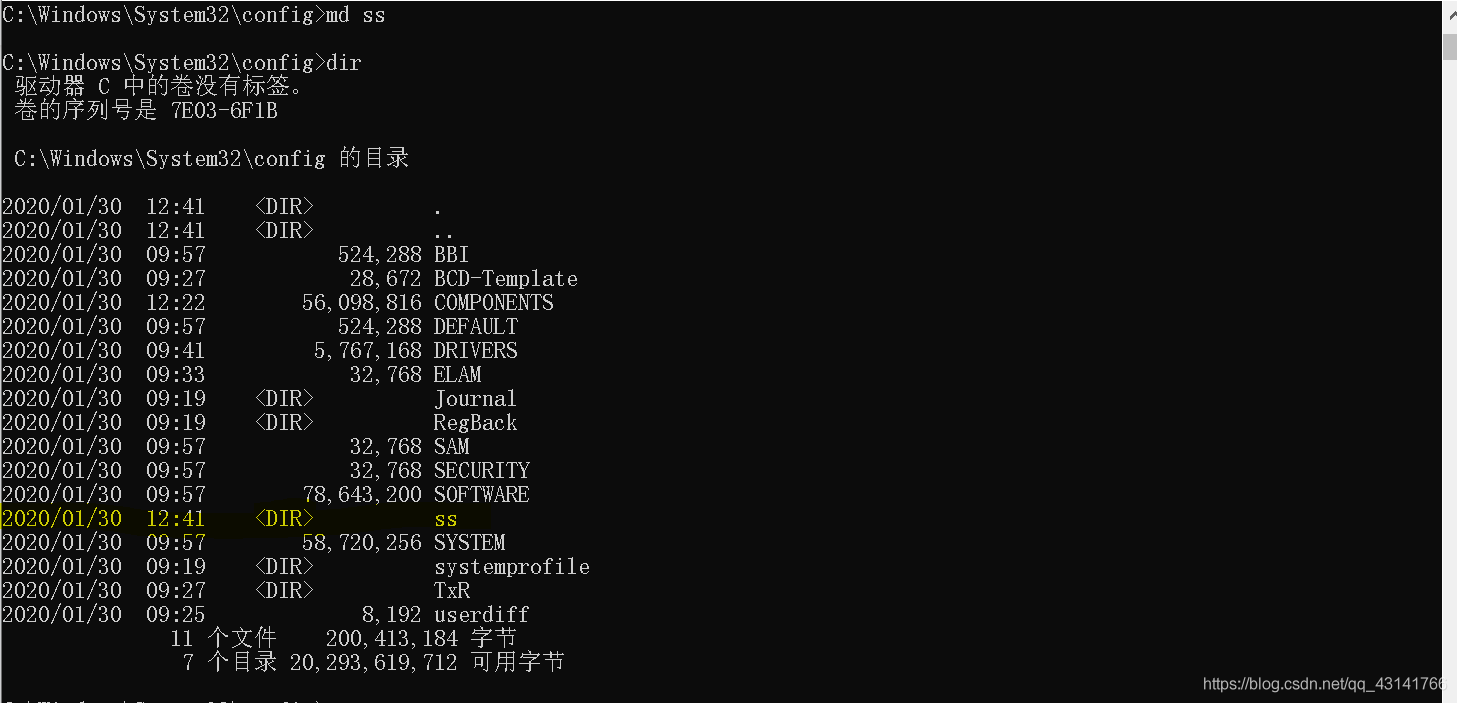 C:\Windows\System32\config>md ss
C:\Windows\System32\config>dir
驱动器 C 中的卷没有标签。
卷的序列号是 7E03-6F1B
C:\Windows\System32\config 的目录
2020/01/30  12:41    <DIR>          .
2020/01/30  12:41    <DIR>          ..
2020/01/30  09:57           524,288 BBI
2020/01/30  09:27            28,672 BCD-Template
2020/01/30  12:22        56,098,816 COMPONENTS
2020/01/30  09:57           524,288 DEFAULT
2020/01/30  09:41         5,767,168 DRIVERS
2020/01/30  09:33            32,768 ELAM
2020/01/30  09:19    <DIR>          Journal
2020/01/30  09:19    <DIR>          RegBack
2020/01/30  09:57            32,768 SAM
2020/01/30  09:57            32,768 SECURITY
2020/01/30  09:57        78,643,200 SOFTWARE
2020/01/30  12:41    <DIR>          ss
2020/01/30  09:57        58,720,256 SYSTEM
2020/01/30  09:19    <DIR>          systemprofile
2020/01/30  09:27    <DIR>          TxR
2020/01/30  09:25             8,192 userdiff
11 个文件    200,413,184 字节
7 个目录 20,293,619,712 可用字节
https://blog.csdn.net/qq_43141766